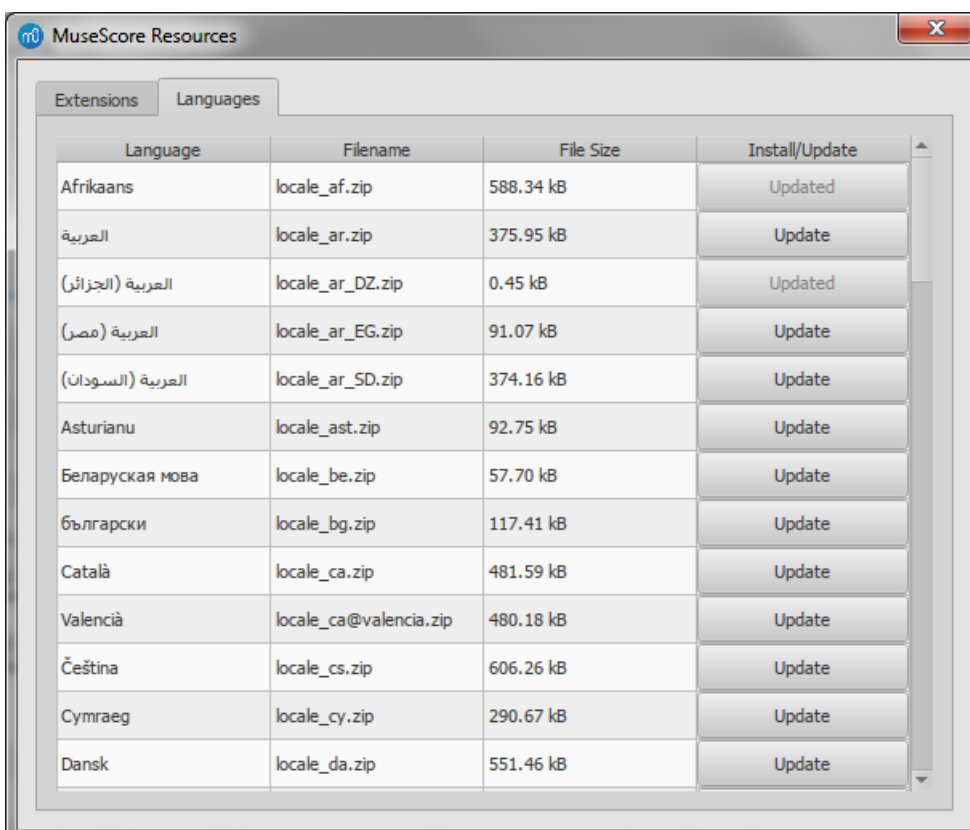 MuseScore Resources
Extensions Languages
Language Filename File Size Install/Update
Afrikaans locale_af.zip 588.34 kB Updated
العربية locale_ar.zip 375.95 kB Update
العربية (الجزائر) locale_ar_DZ.zip 0.45 kB Updated
العربية (مصر) locale_ar_EG.zip 91.07 kB Update
العربية (السودان) locale_ar_SD.zip 374.16 kB Update
Asturianu locale_ast.zip 92.75 kB Update
Беларуская мова locale_be.zip 57.70 kB Update
български locale_bg.zip 117.41 kB Update
Català locale_ca.zip 481.59 kB Update
Valencià locale_ca@valencia.zip 480.18 kB Update
Čeština locale_cs.zip 606.26 kB Update
Cymraeg locale_cy.zip 290.67 kB Update
Dansk locale_da.zip 551.46 kB Update